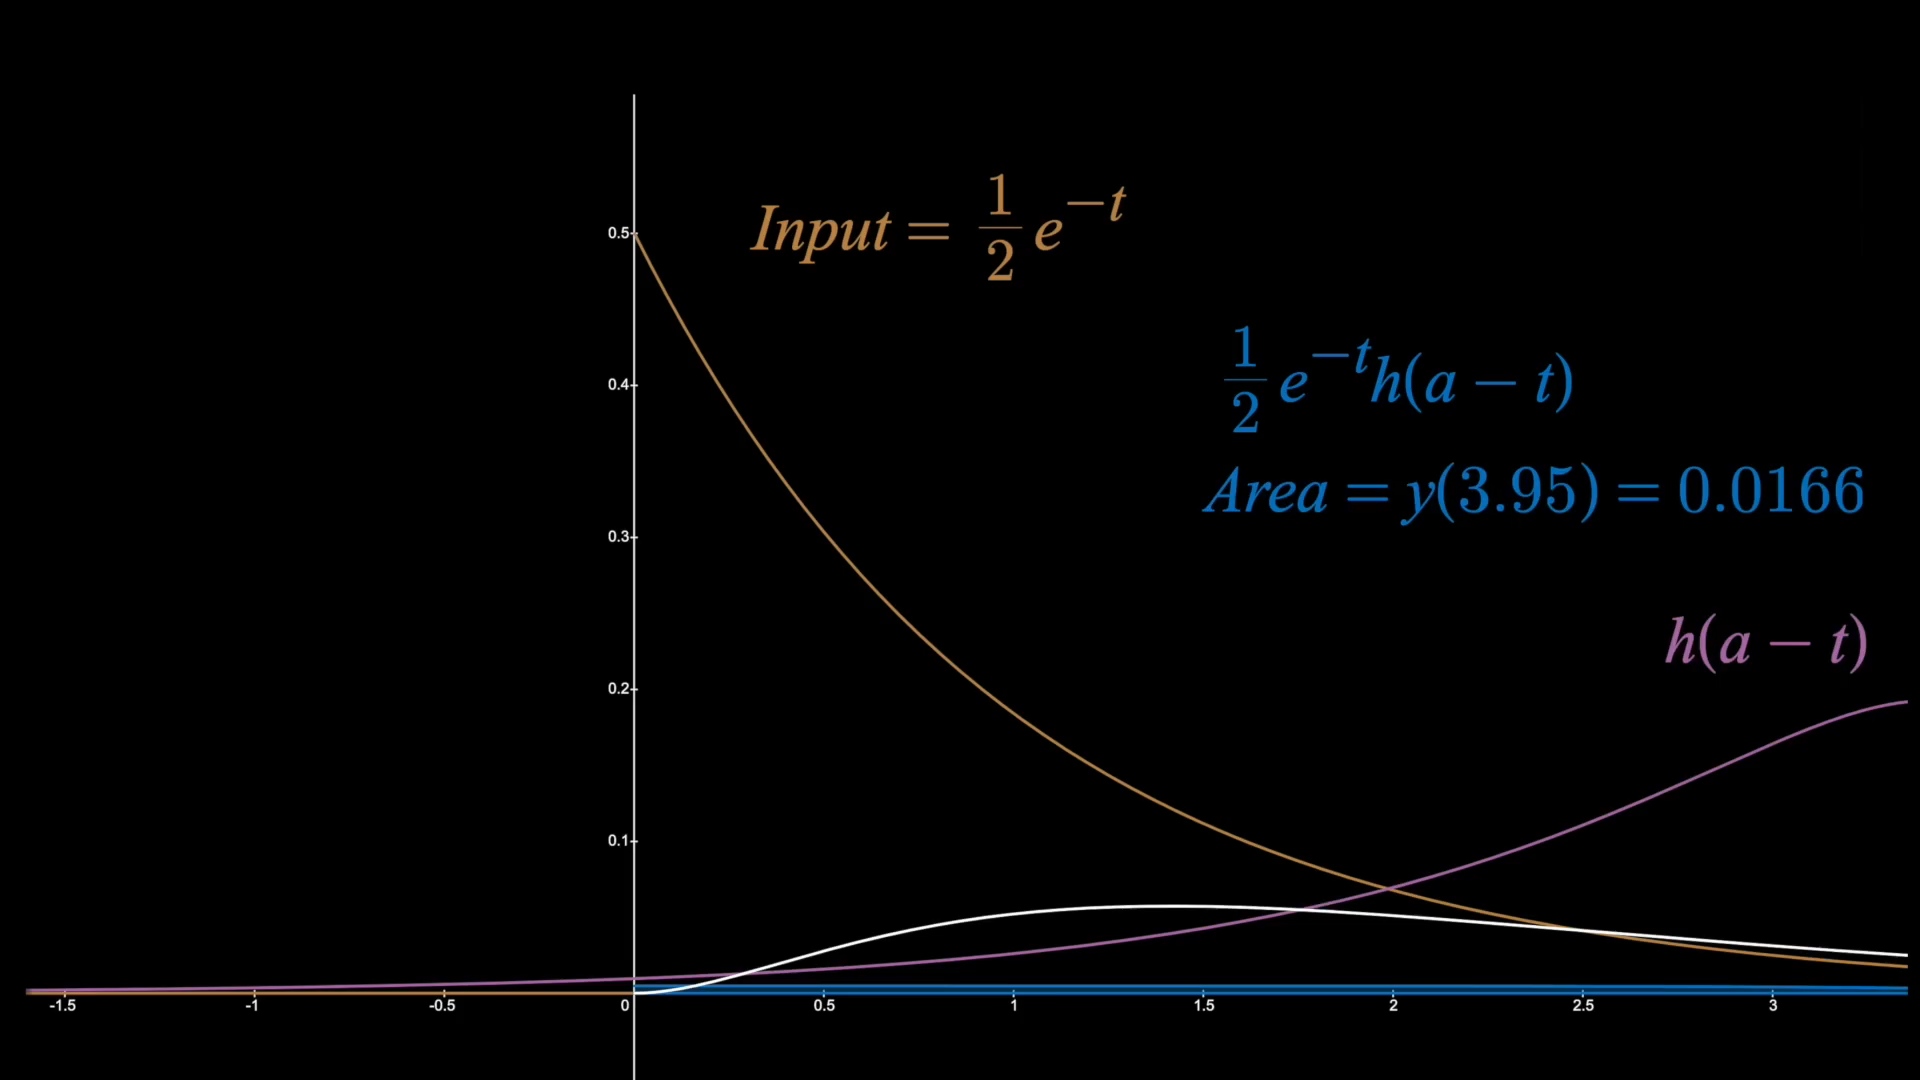 0.5
Input = 1/2 e^{-t}
0.4
1/2 e^{-t}h(a − t)
Area = y(3.95) = 0.0166
0.3
h(a − t)
0.2
0.1
-1.5 -1 -0.5 0 0.5 1 1.5 2 2.5 3